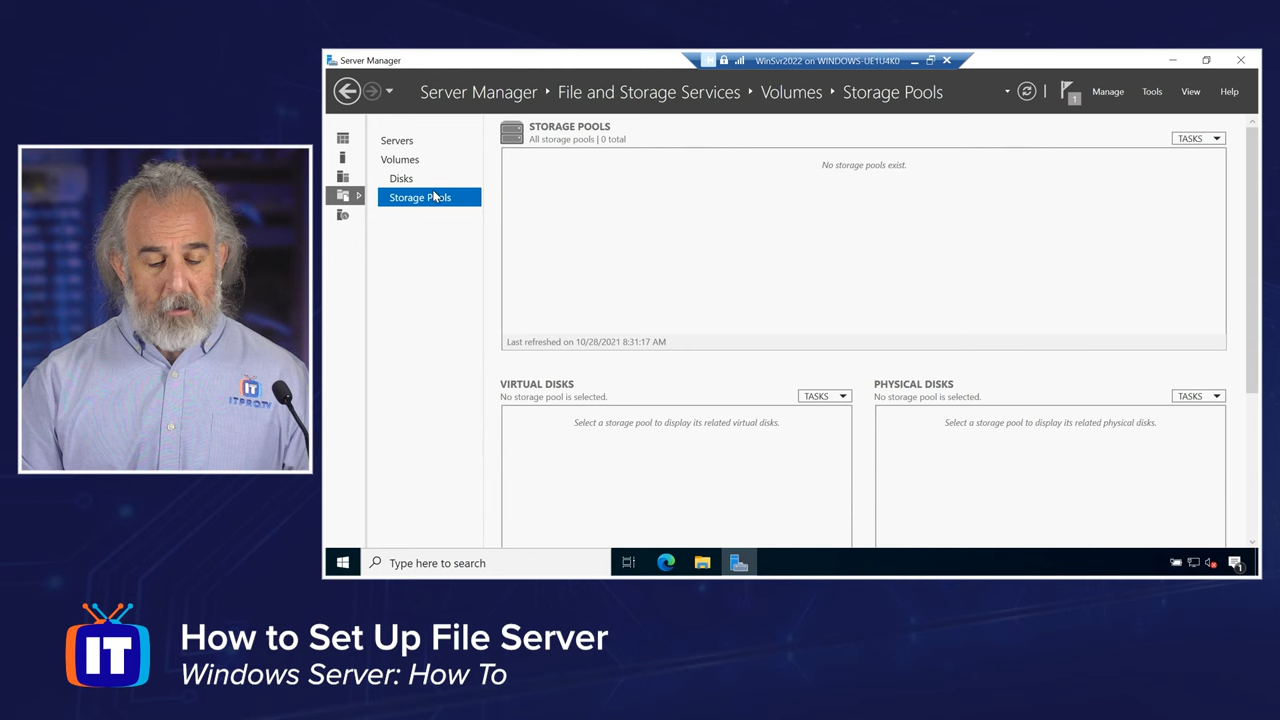 Server Manager
WinSvr2022 on WINDOWS-UE1U4K0
Server Manager File and Storage Services Volumes Storage Pools
1
Manage Tools View Help
Servers
Volumes
Disks
Storage Pools
STORAGE POOLS
All storage pools | 0 total
TASKS
No storage pools exist.
Last refreshed on 10/28/2021 8:31:17 AM
VIRTUAL DISKS
No storage pool is selected.
TASKS
Select a storage pool to display its related virtual disks.
PHYSICAL DISKS
No storage pool is selected.
TASKS
Select a storage pool to display its related physical disks.
Type here to search
1
IT
ITPRO.TV
IT
How to Set Up File Server
Windows Server: How To